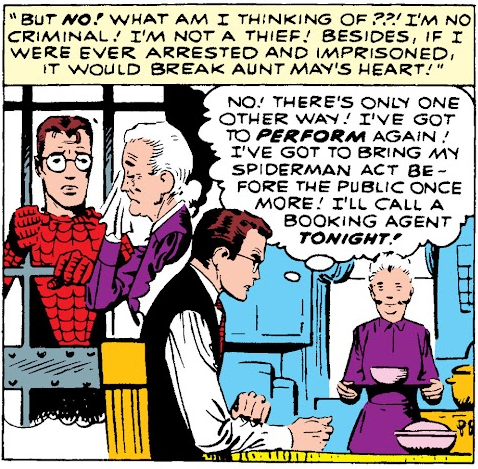 "BUT NO! WHAT AM I THINKING OF??! I'M NO
CRIMINAL! I'M NOT A THIEF! BESIDES, IF I
WERE EVER ARRESTED AND IMPRISONED,
IT WOULD BREAK AUNT MAY'S HEART!"
NO! THERE'S ONLY ONE
OTHER WAY! I'VE GOT
TO PERFORM AGAIN!
I'VE GOT TO BRING MY
SPIDERMAN ACT BE-
FORE THE PUBLIC ONCE
MORE! I'LL CALL A
BOOKING AGENT
TONIGHT!